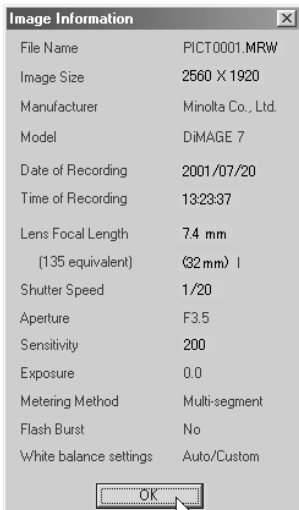 Image Information
File Name PICT0001.MRW
Image Size 2560 X 1920
Manufacturer Minolta Co., Ltd.
Model DiMAGE 7
Date of Recording 2001/07/20
Time of Recording 13:23:37
Lens Focal Length 7.4 mm
(135 equivalent) (32 mm)
Shutter Speed 1/20
Aperture F3.5
Sensitivity 200
Exposure 0.0
Metering Method Multi-segment
Flash Burst No
White balance settings Auto/Custom
OK